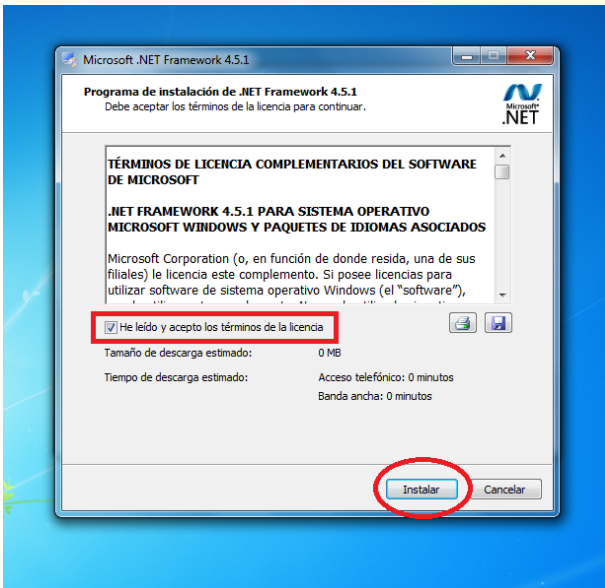 Microsoft .NET Framework 4.5.1
Programa de instalación de .NET Framework 4.5.1
Debe aceptar los términos de la licencia para continuar.
Microsoft
.NET
TÉRMINOS DE LICENCIA COMPLEMENTARIOS DEL SOFTWARE
DE MICROSOFT
.NET FRAMEWORK 4.5.1 PARA SISTEMA OPERATIVO
MICROSOFT WINDOWS Y PAQUETES DE IDIOMAS ASOCIADOS
Microsoft Corporation (o, en función de donde resida, una de sus
filiales) le licencia este complemento. Si posee licencias para
utilizar software de sistema operativo Windows (el "software"),
He leído y acepto los términos de la licencia
Tamaño de descarga estimado: 0 MB
Tiempo de descarga estimado: Acceso telefónico: 0 minutos
Banda ancha: 0 minutos
Instalar Cancelar